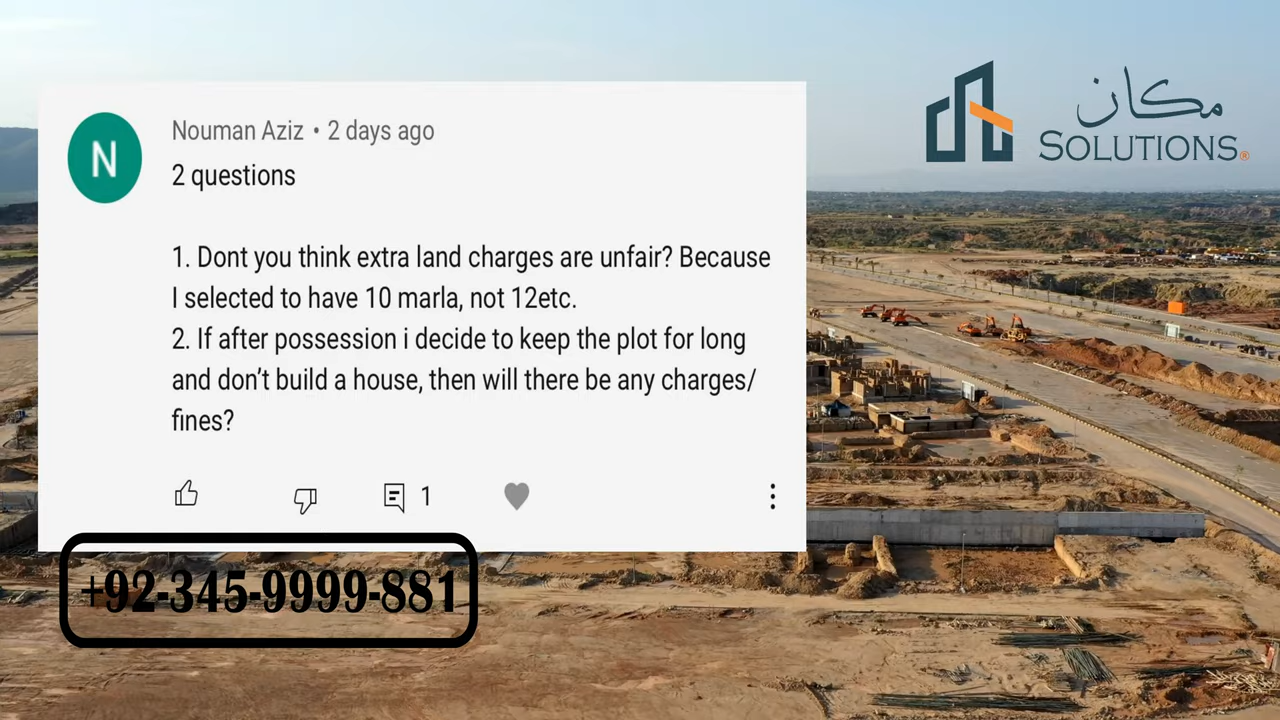 N
Nouman Aziz • 2 days ago
2 questions
1. Dont you think extra land charges are unfair? Because
I selected to have 10 marla, not 12etc.
2. If after possession i decide to keep the plot for long
and don't build a house, then will there be any charges/
fines?
1
+92-345-9999-881
مکان
SOLUTIONS®